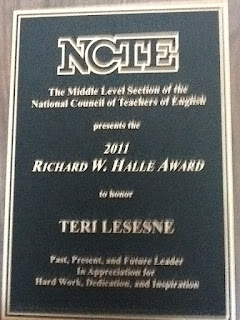 NCTE
The Middle Level Section of the
National Council of Teachers of English
presents the
2011
RICHARD W. HALLE AWARD
to honor
TERI LESESNE
Past, Present, and Future Leader
In Appreciation for
Hard Work, Dedication, and Inspiration